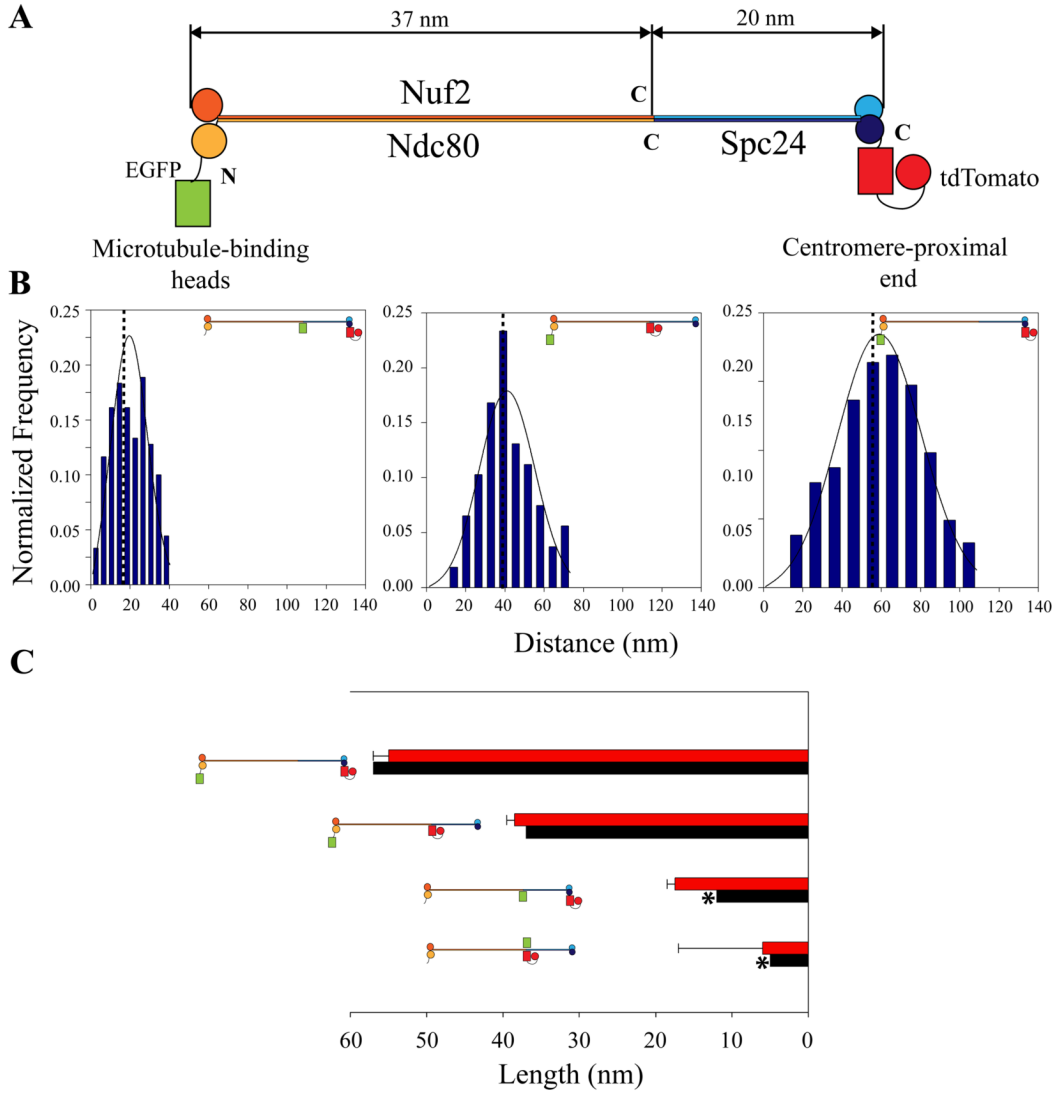 A
37 nm
20 nm
Nuf2
C
Ndc80
C
Spc24
C
EGFP
N
tdTomato
Microtubule-binding
heads
Centromere-proximal
end
B
Normalized Frequency
0.25
0.20
0.15
0.10
0.05
0.00
0 20 40 60 80 100 120 140
0.25
0.20
0.15
0.10
0.05
0.00
0 20 40 60 80 100 120 140
0.25
0.20
0.15
0.10
0.05
0.00
0 20 40 60 80 100 120 140
Distance (nm)
C
*
*
60 50 40 30 20 10 0
Length (nm)